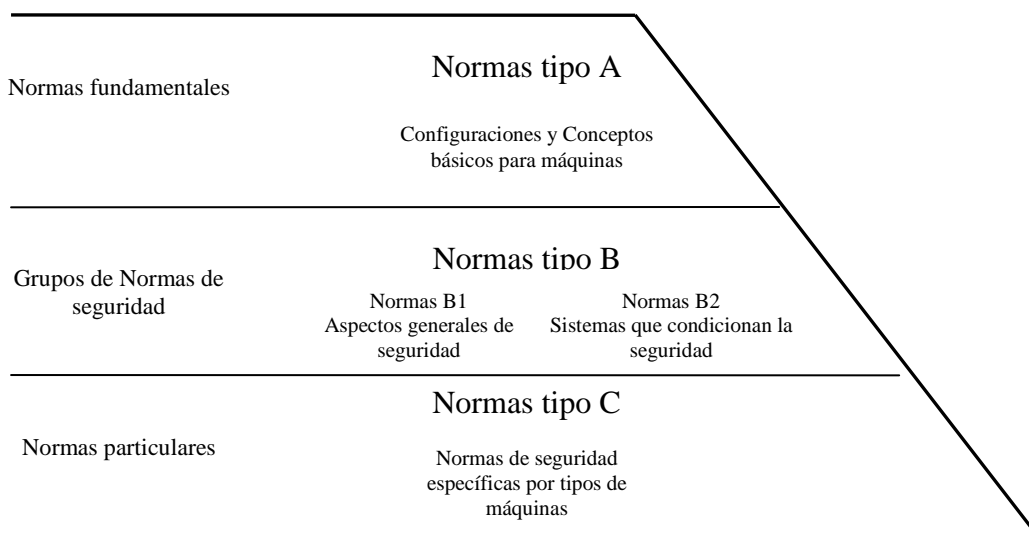 Normas tipo A
Normas fundamentales
Configuraciones y Conceptos
básicos para máquinas
Normas tipo B
Grupos de Normas de
seguridad
Normas B1
Aspectos generales de
seguridad
Normas B2
Sistemas que condicionan la
seguridad
Normas tipo C
Normas particulares
Normas de seguridad
específicas por tipos de
máquinas